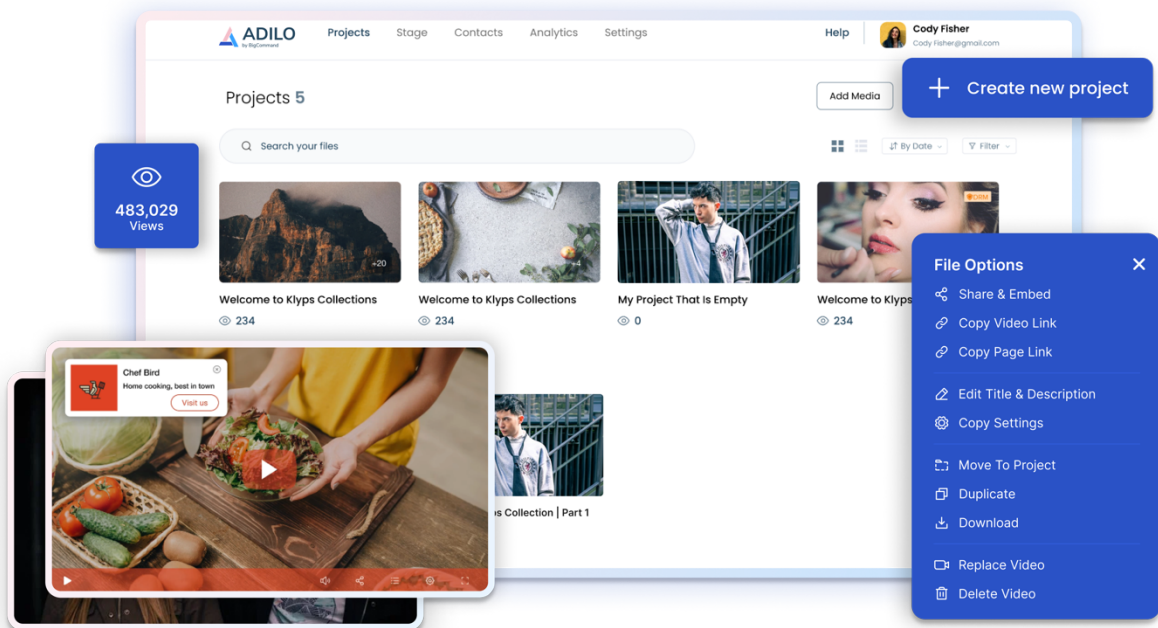 ADILO
by BigCommand
Projects
Stage
Contacts
Analytics
Settings
Help
Cody Fisher
Cody Fisher@gmail.com
Projects 5
Add Media
Create new project
Search your files
By Date
Filter
483,029
Views
+20
+4
DRM
Welcome to Klyps Collections
Welcome to Klyps Collections
My Project That Is Empty
Welcome to Klyps
234
234
0
234
File Options
Share & Embed
Copy Video Link
Copy Page Link
Edit Title & Description
Copy Settings
Move To Project
Duplicate
Download
Replace Video
Delete Video
Chef Bird
Home cooking, best in town
Visit us
s Collection | Part 1